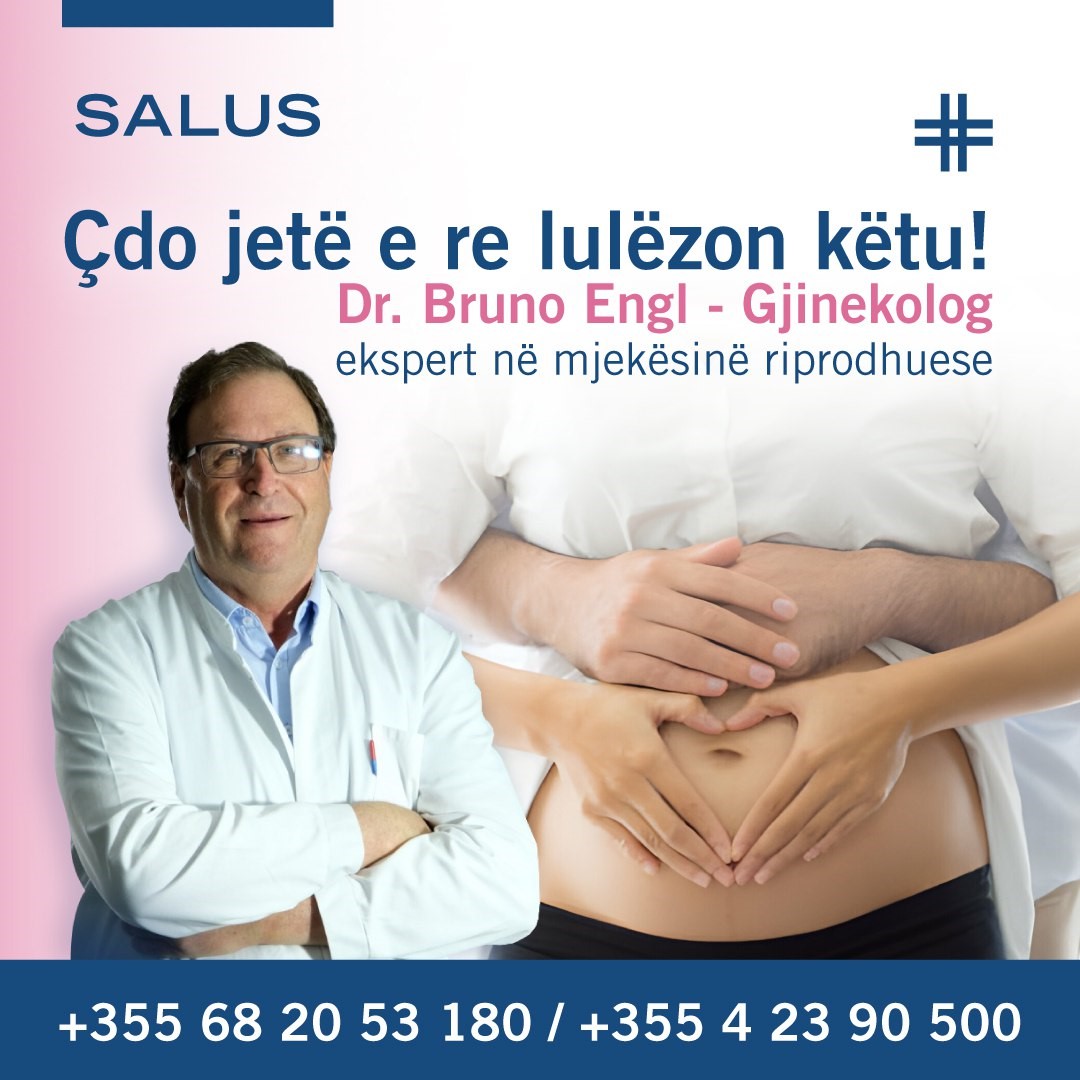 SALUS
Çdo jetë e re lulëzon këtu!
Dr. Bruno Engl - Gjinekolog
ekspert në mjekësinë riprodhuese
+355 68 20 53 180 / +355 4 23 90 500